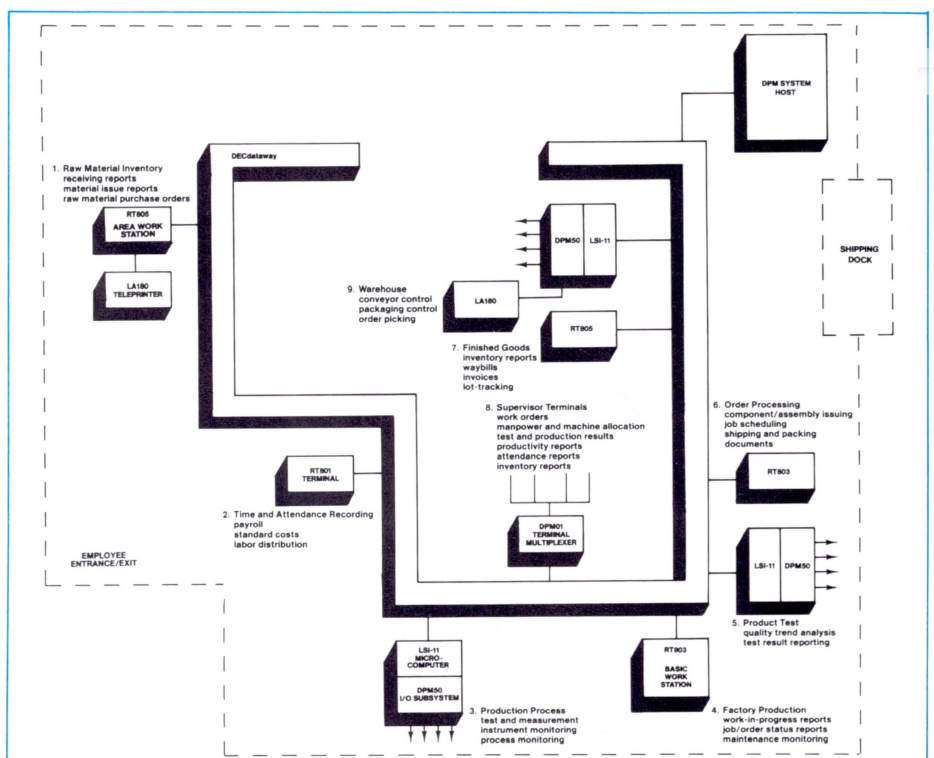 DPM SYSTEM
HOST
DECdataway
1. Raw Material Inventory
receiving reports
material issue reports
raw material purchase orders
RT805
AREA WORK
STATION
LA180
TELEPRINTER
DPM50
LSI-11
SHIPPING
DOCK
9. Warehouse
conveyor control
packaging control
order picking
LA180
RT805
7. Finished Goods
inventory reports
waybills
invoices
lot-tracking
8. Supervisor Terminals
work orders
manpower and machine allocation
test and production results
productivity reports
attendance reports
inventory reports
6. Order Processing
component/assembly issuing
job scheduling
shipping and packing
documents
RT803
RT801
TERMINAL
2. Time and Attendance Recording
payroll
standard costs
labor distribution
DPM01
TERMINAL
MULTIPLEXER
EMPLOYEE
ENTRANCE/EXIT
LSI-11
DPM50
5. Product Test
quality trend analysis
test result reporting
LSI-11
MICRO-
COMPUTER
DPM50
I/O SUBSYSTEM
3. Production Process
test and measurement
instrument monitoring
process monitoring
RT803
BASIC
WORK
STATION
4. Factory Production
work-in-progress reports
job/order status reports
maintenance monitoring